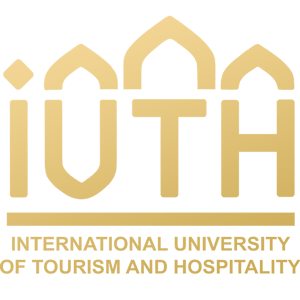 iUTH
INTERNATIONAL UNIVERSITY
OF TOURISM AND HOSPITALITY